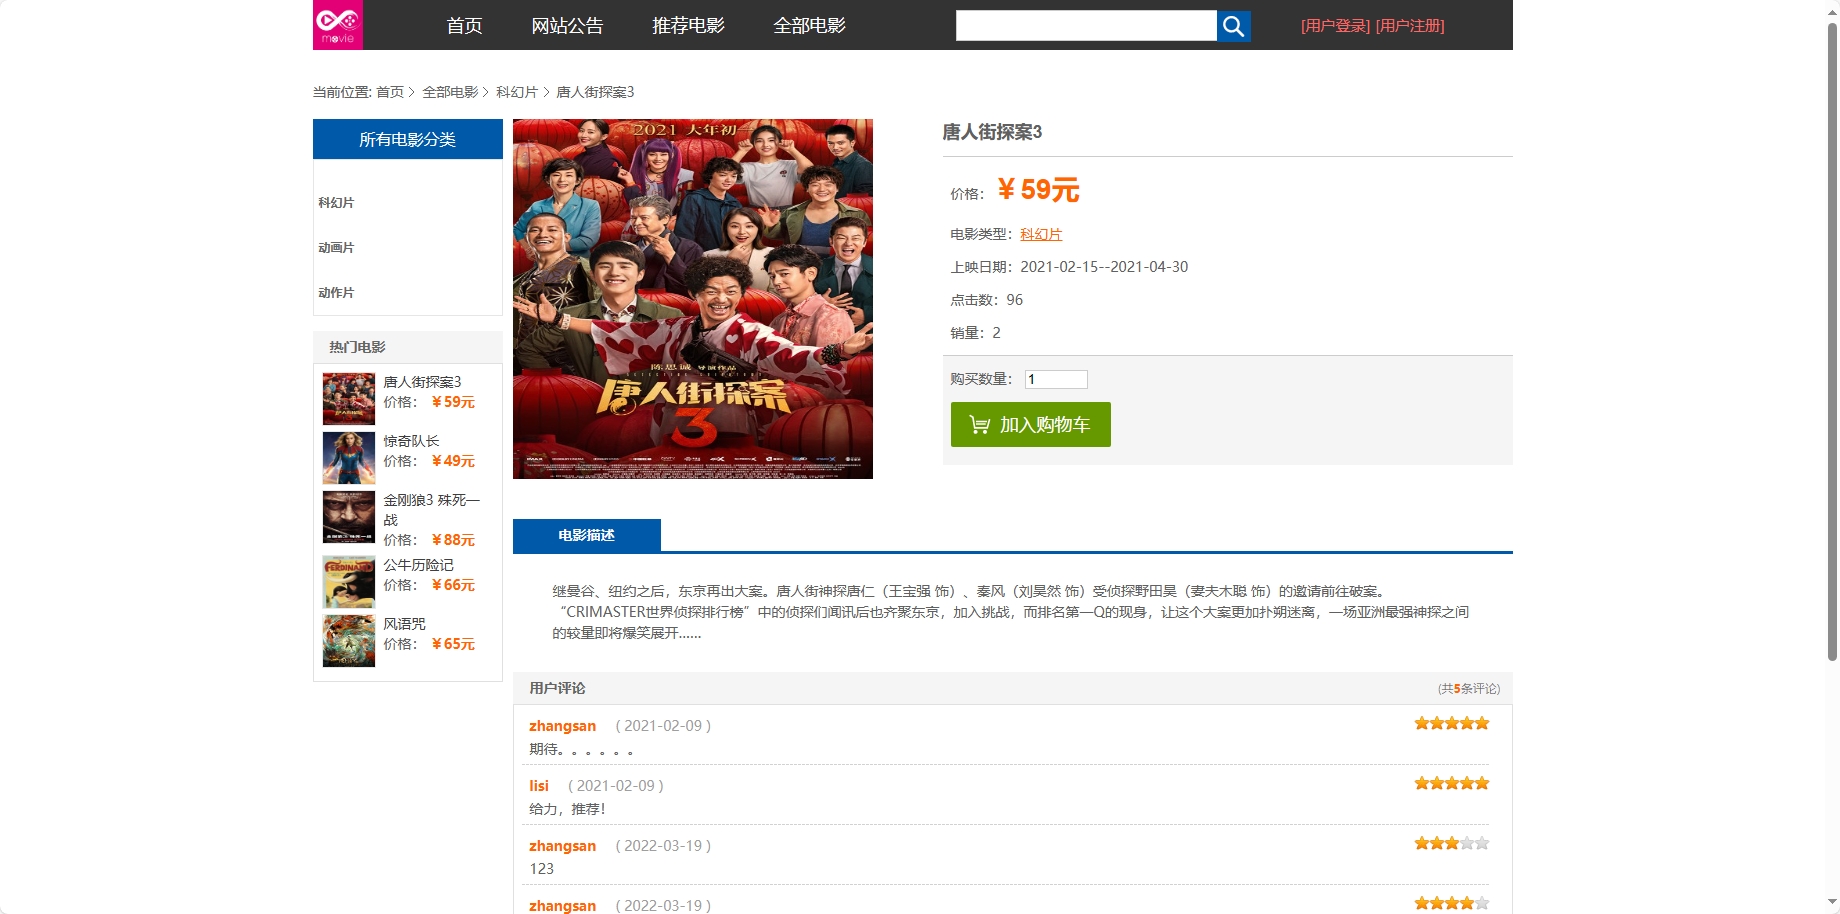 movie
首页
网站公告
推荐电影
全部电影
[用户登录] [用户注册]
当前位置: 首页 > 全部电影 > 科幻片 > 唐人街探案3
所有电影分类
科幻片
动画片
动作片
热门电影
唐人街探案3
价格： ¥59元
惊奇队长
价格： ¥49元
金刚狼3 殊死一
战
价格： ¥88元
公牛历险记
价格： ¥66元
风语咒
价格： ¥65元
2021 大年初一
陈思诚 导演作品
唐人街探案
3
唐人街探案3
价格： ¥59元
电影类型：科幻片
上映日期：2021-02-15--2021-04-30
点击数：96
销量：2
购买数量： 1
加入购物车
电影描述
继曼谷、纽约之后，东京再出大案。唐人街神探唐仁（王宝强 饰）、秦风（刘昊然 饰）受侦探野田昊（妻夫木聪 饰）的邀请前往破案。
“CRIMASTER世界侦探排行榜”中的侦探们闻讯后也齐聚东京，加入挑战，而排名第一Q的现身，让这个大案更加扑朔迷离，一场亚洲最强神探之间
的较量即将爆笑展开……
用户评论
(共5条评论)
zhangsan ( 2021-02-09 )
期待。。。。。。
lisi ( 2021-02-09 )
给力，推荐！
zhangsan ( 2022-03-19 )
123
zhangsan ( 2022-03-19 )